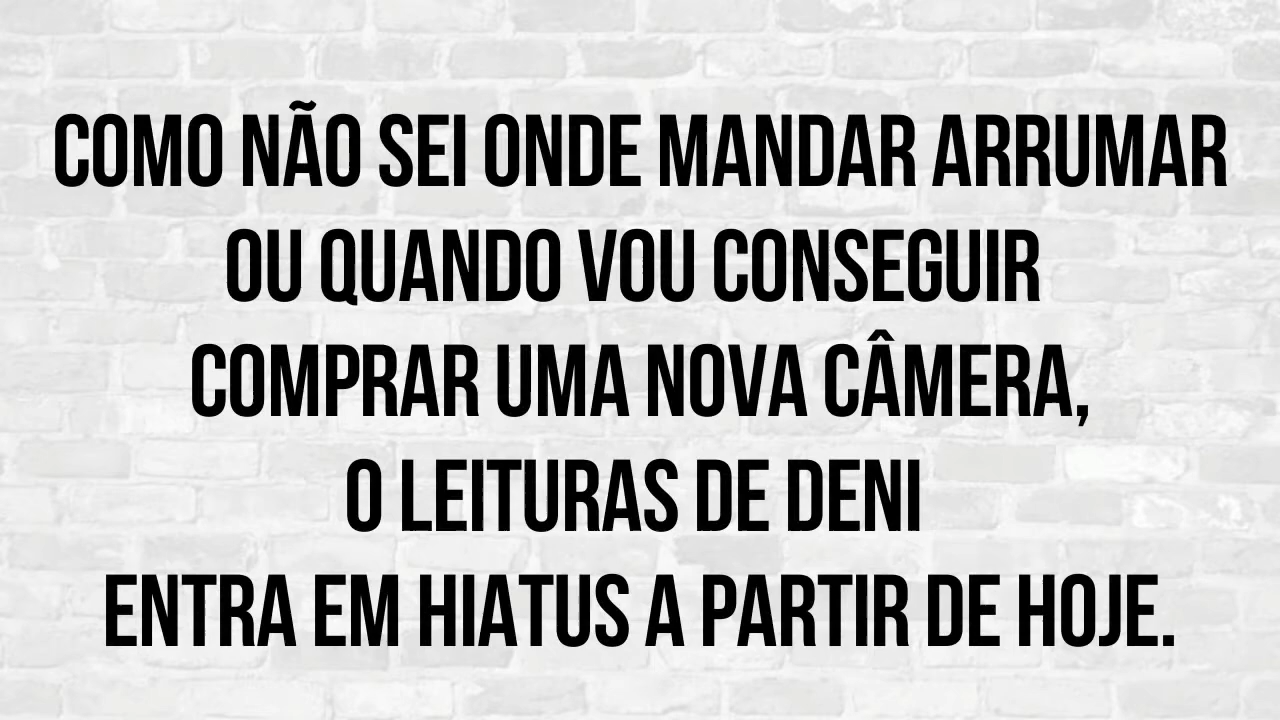 COMO NÃO SEI ONDE MANDAR ARRUMAR
OU QUANDO VOU CONSEGUIR
COMPRAR UMA NOVA CÂMERA,
O LEITURAS DE DENI
ENTRA EM HIATUS A PARTIR DE HOJE.